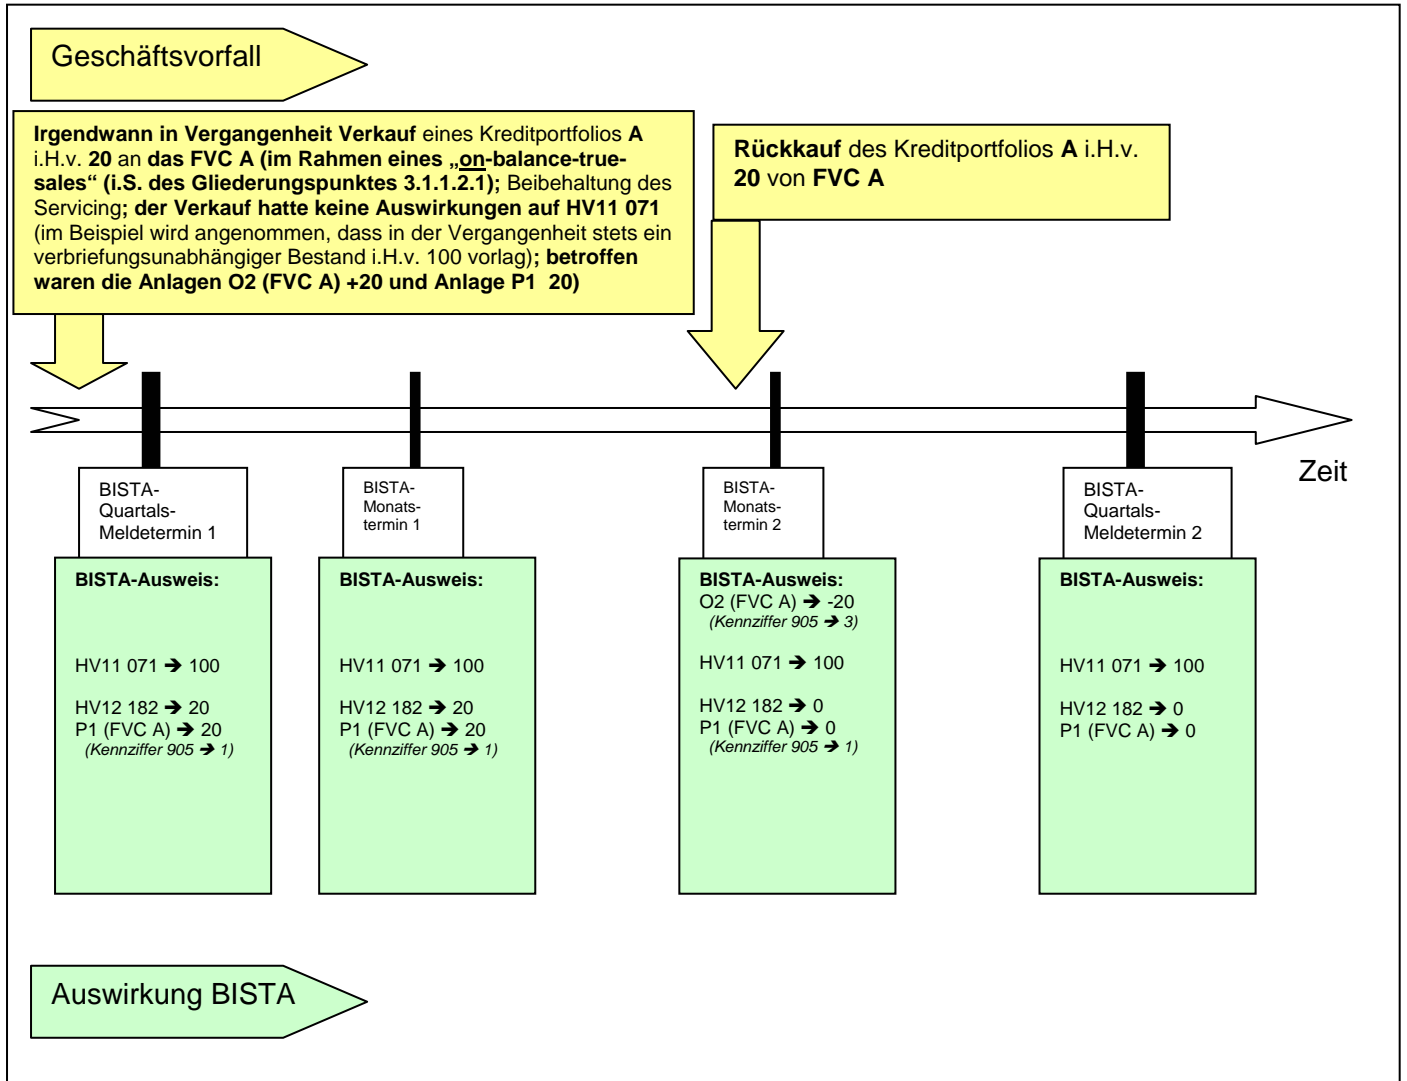 Geschäftsvorfall
Irgendwann in Vergangenheit Verkauf eines Kreditportfolios A
i.H.v. 20 an das FVC A (im Rahmen eines „on-balance-true-
sales“ (i.S. des Gliederungspunktes 3.1.1.2.1); Beibehaltung des
Servicing; der Verkauf hatte keine Auswirkungen auf HV11 071
(im Beispiel wird angenommen, dass in der Vergangenheit stets ein
verbriefungsunabhängiger Bestand i.H.v. 100 vorlag); betroffen
waren die Anlagen O2 (FVC A) +20 und Anlage P1 20)
Rückkauf des Kreditportfolios A i.H.v.
20 von FVC A
Zeit
BISTA-
Quartals-
Meldetermin 1
BISTA-Ausweis:
HV11 071 ➔ 100
HV12 182 ➔ 20
P1 (FVC A) ➔ 20
(Kennziffer 905 ➔ 1)
BISTA-
Monats-
termin 1
BISTA-Ausweis:
HV11 071 ➔ 100
HV12 182 ➔ 20
P1 (FVC A) ➔ 20
(Kennziffer 905 ➔ 1)
BISTA-
Monats-
termin 2
BISTA-Ausweis:
O2 (FVC A) ➔ -20
(Kennziffer 905 ➔ 3)
HV11 071 ➔ 100
HV12 182 ➔ 0
P1 (FVC A) ➔ 0
(Kennziffer 905 ➔ 1)
BISTA-
Quartals-
Meldetermin 2
BISTA-Ausweis:
HV11 071 ➔ 100
HV12 182 ➔ 0
P1 (FVC A) ➔ 0
Auswirkung BISTA